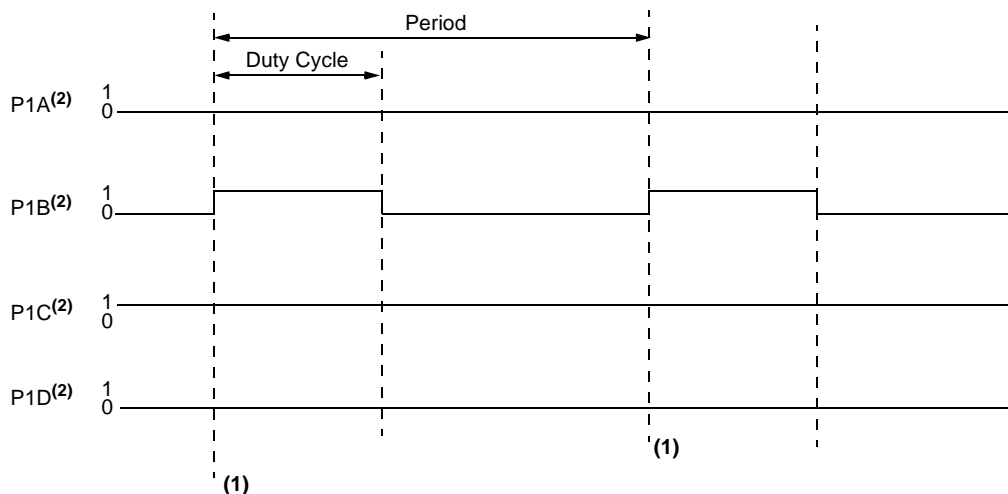 Period
Duty Cycle
P1A(2) 1
0
P1B(2) 1
0
P1C(2) 1
0
P1D(2) 1
0
(1)
(1)